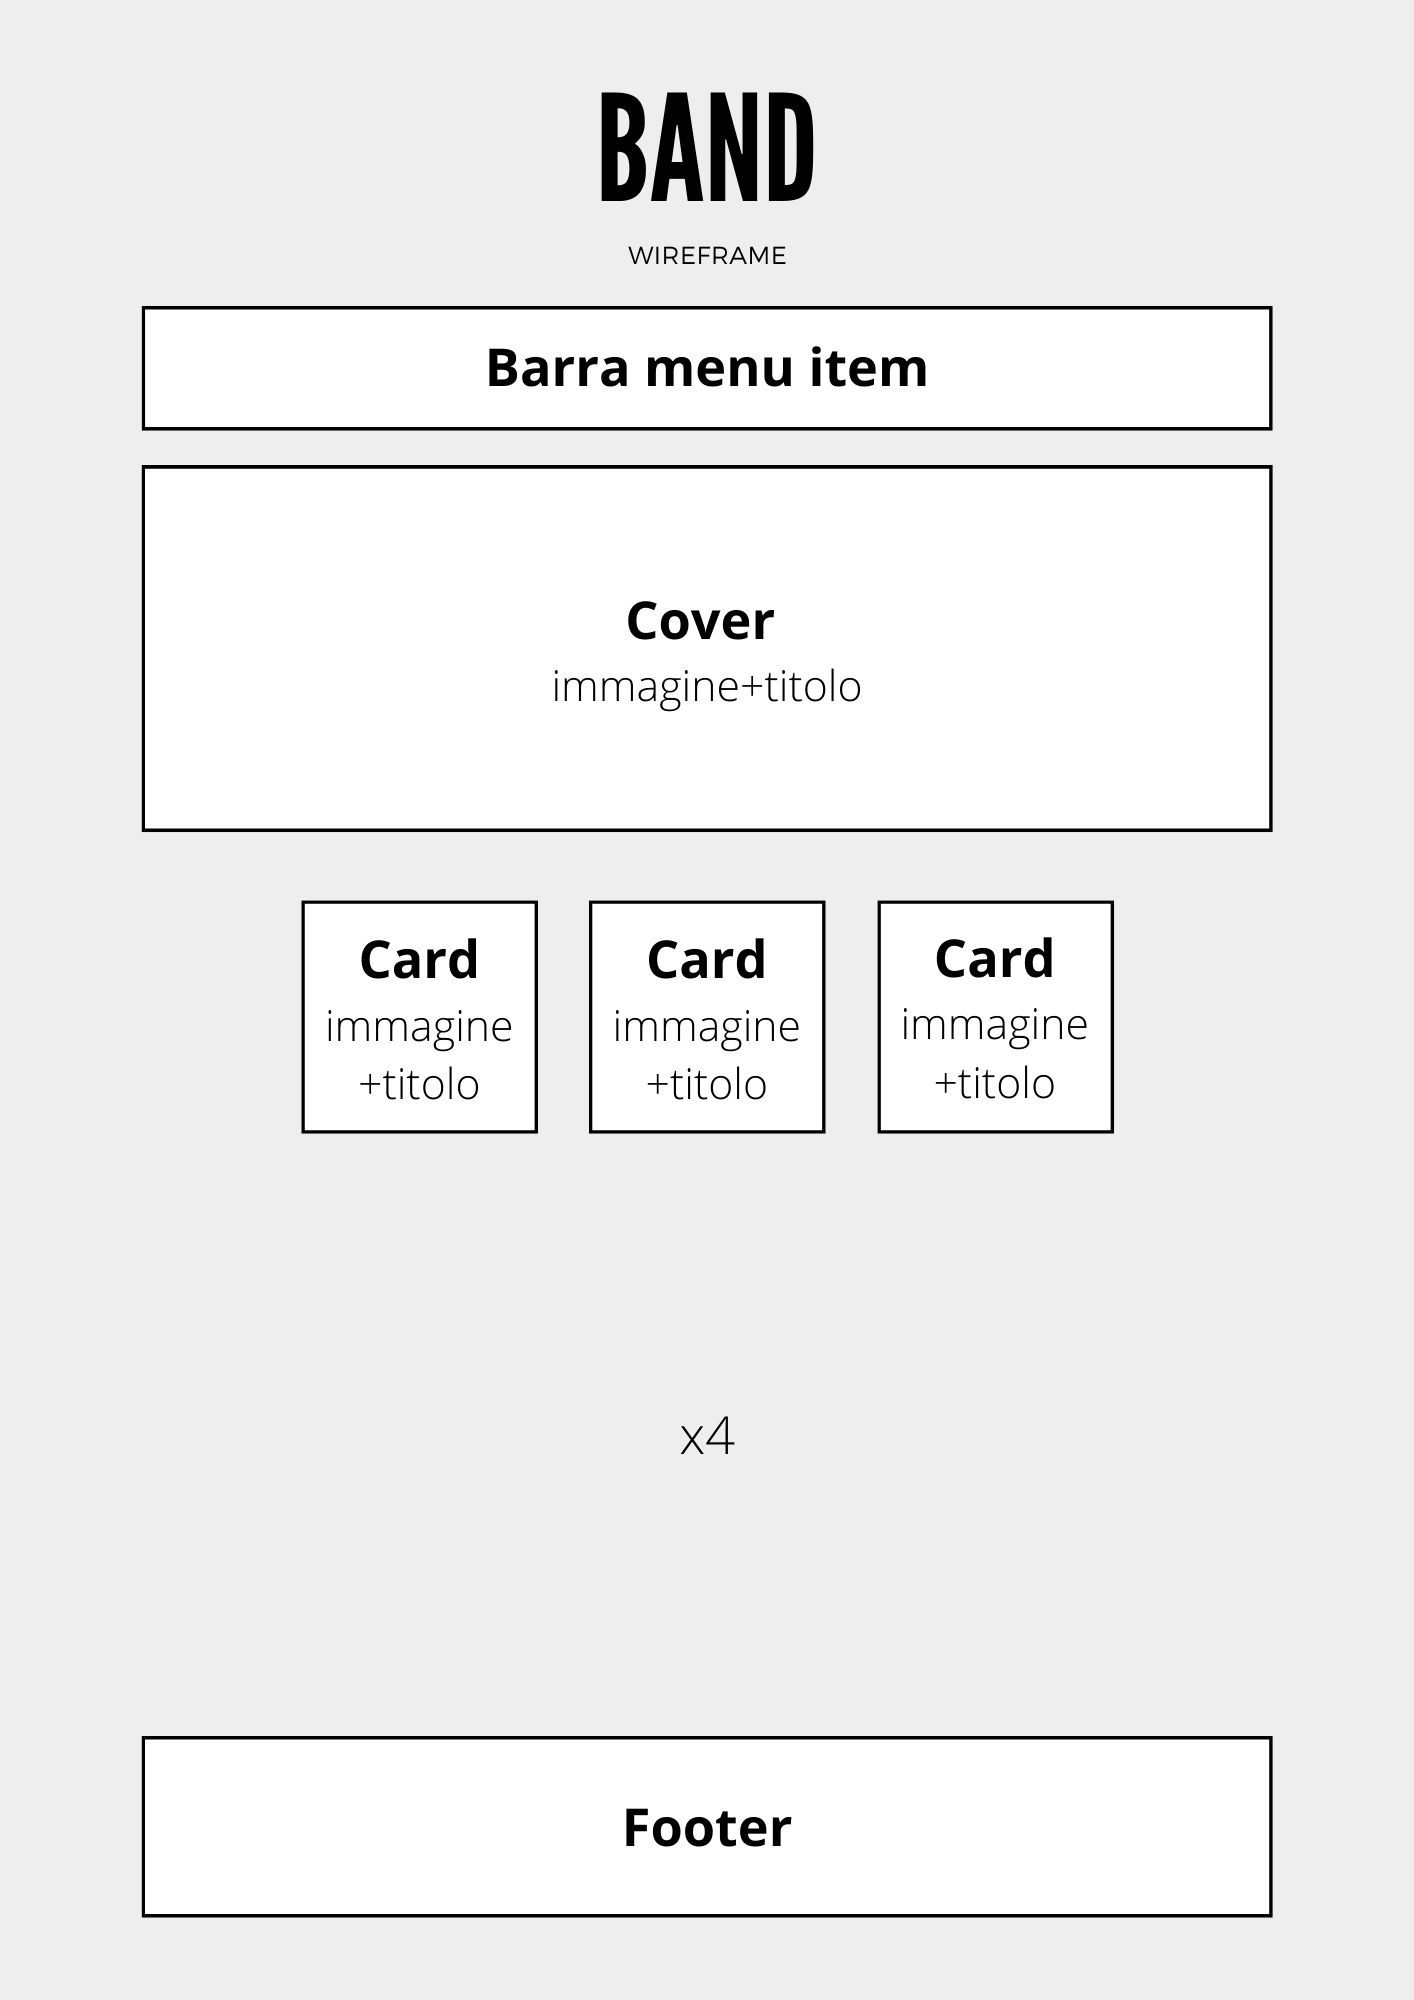 BAND
WIREFRAME
Barra menu item
Cover
immagine+titolo
Card
immagine
+titolo
Card
immagine
+titolo
Card
immagine
+titolo
x4
Footer